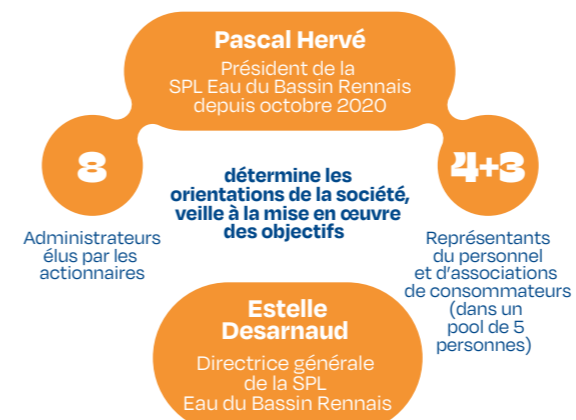 Pascal Hervé
Président de la
SPL Eau du Bassin Rennais
depuis octobre 2020
8
Administrateurs
élus par les
actionnaires
détermine les
orientations de la société,
veille à la mise en œuvre
des objectifs
4+3
Représentants
du personnel
et d'associations
de consommateurs
(dans un
pool de 5
personnes)
Estelle
Desarnaud
Directrice générale
de la SPL
Eau du Bassin Rennais